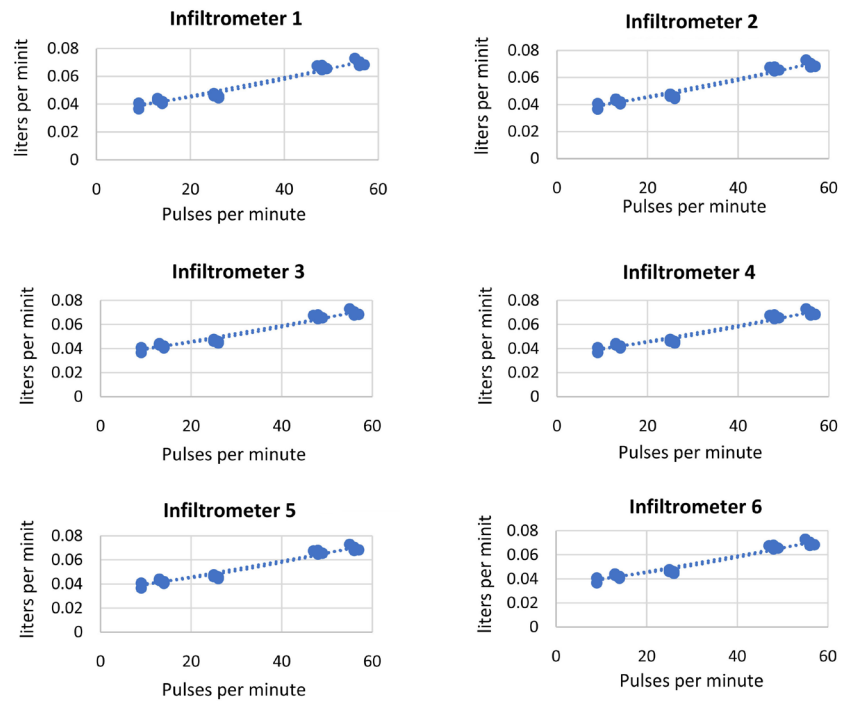 Infiltrometer 1
liters per minit
0.08
0.06
0.04
0.02
0
0 20 40 60
Pulses per minute
Infiltrometer 2
liters per minit
0.08
0.06
0.04
0.02
0
0 20 40 60
Pulses per minute
Infiltrometer 3
liters per minit
0.08
0.06
0.04
0.02
0
0 20 40 60
Pulses per minute
Infiltrometer 4
liters per minit
0.08
0.06
0.04
0.02
0
0 20 40 60
Pulses per minute
Infiltrometer 5
liters per minit
0.08
0.06
0.04
0.02
0
0 20 40 60
Pulses per minute
Infiltrometer 6
liters per minit
0.08
0.06
0.04
0.02
0
0 20 40 60
Pulses per minute